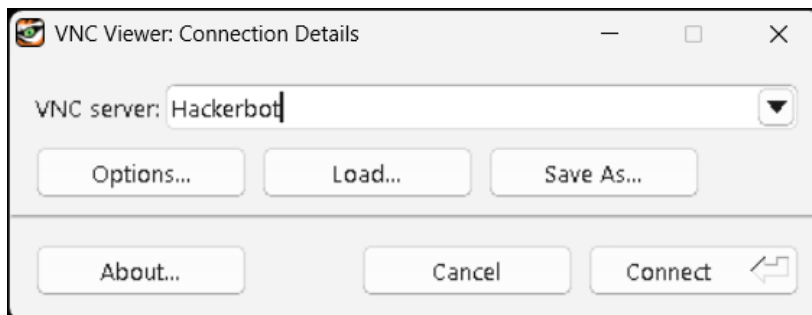 VNC Viewer: Connection Details
VNC server: Hackerbot
Options... Load... Save As...
About... Cancel Connect